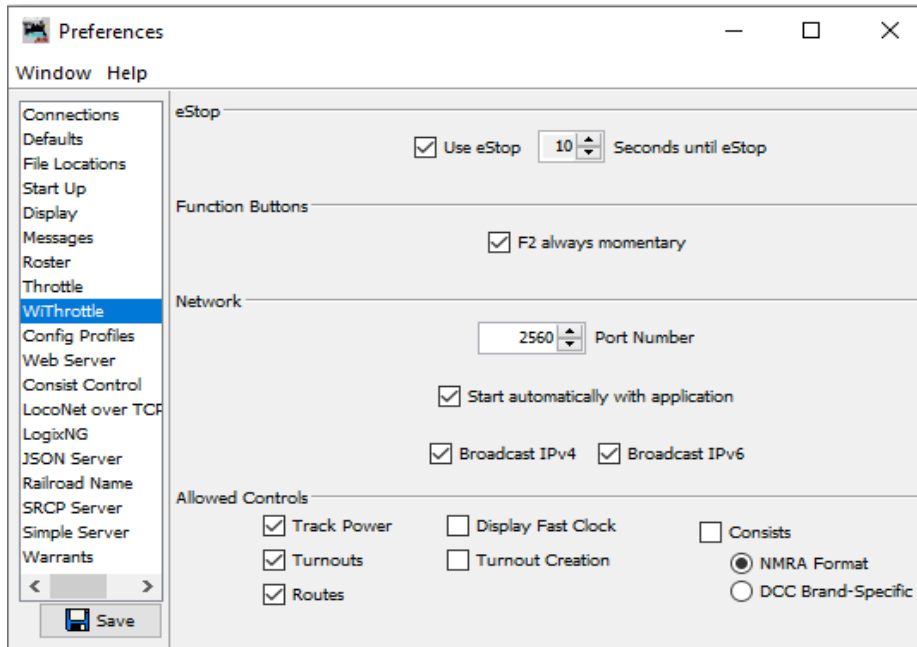 Preferences
Window Help
Connections
Defaults
File Locations
Start Up
Display
Messages
Roster
Throttle
WiThrottle
Config Profiles
Web Server
Consist Control
LocoNet over TCP
LogixNG
JSON Server
Railroad Name
SRCP Server
Simple Server
Warrants
Save
eStop
Use eStop 10 Seconds until eStop
Function Buttons
F2 always momentary
Network
2560 Port Number
Start automatically with application
Broadcast IPv4 Broadcast IPv6
Allowed Controls
Track Power Display Fast Clock Consists
Turnouts Turnout Creation NMRA Format
Routes DCC Brand-Specific